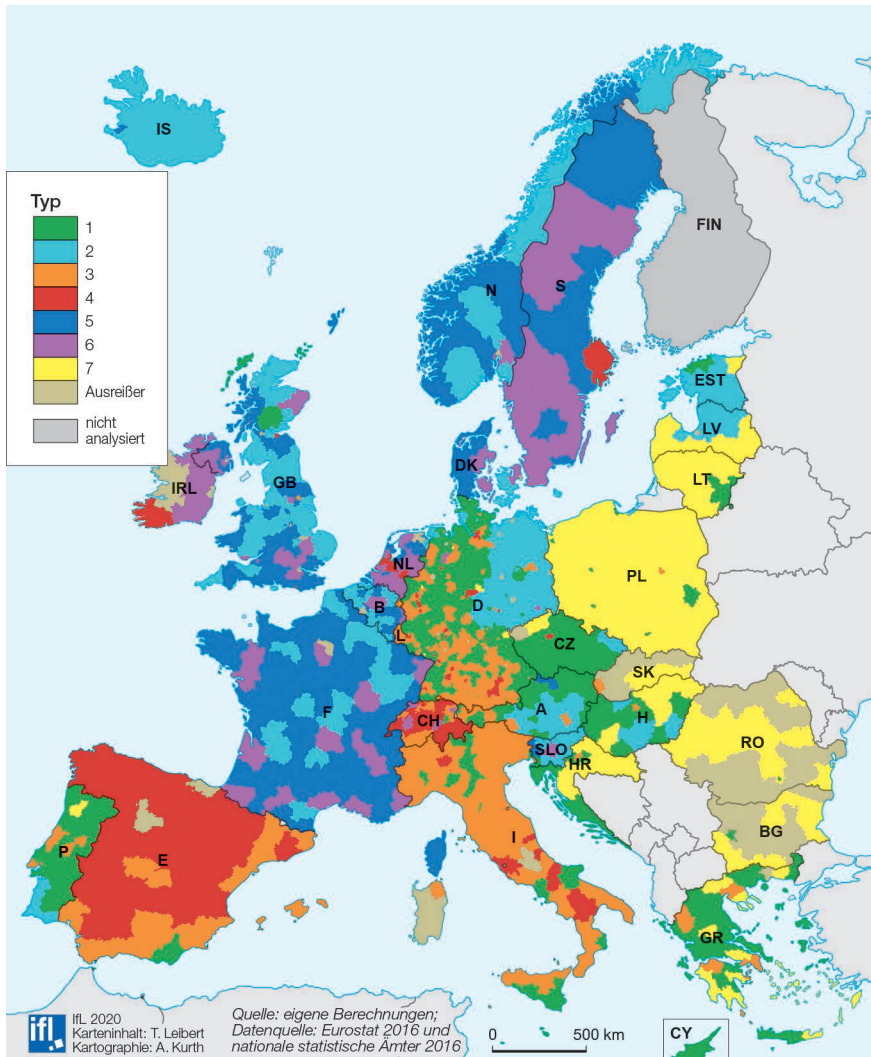 IS
Typ
1
2
3
4
5
6
7
Ausreißer
nicht
analysiert
FIN
N
S
EST
LV
LT
DK
IRL
GB
NL
B
D
PL
L
CZ
SK
F
CH
A
H
SLO
HR
RO
BG
P
E
I
GR
CY
ifl
IfL 2020
Karteninhalt: T. Leibert
Kartographie: A. Kurth
Quelle: eigene Berechnungen;
Datenquelle: Eurostat 2016 und
nationale statistische Ämter 2016
0 500 km